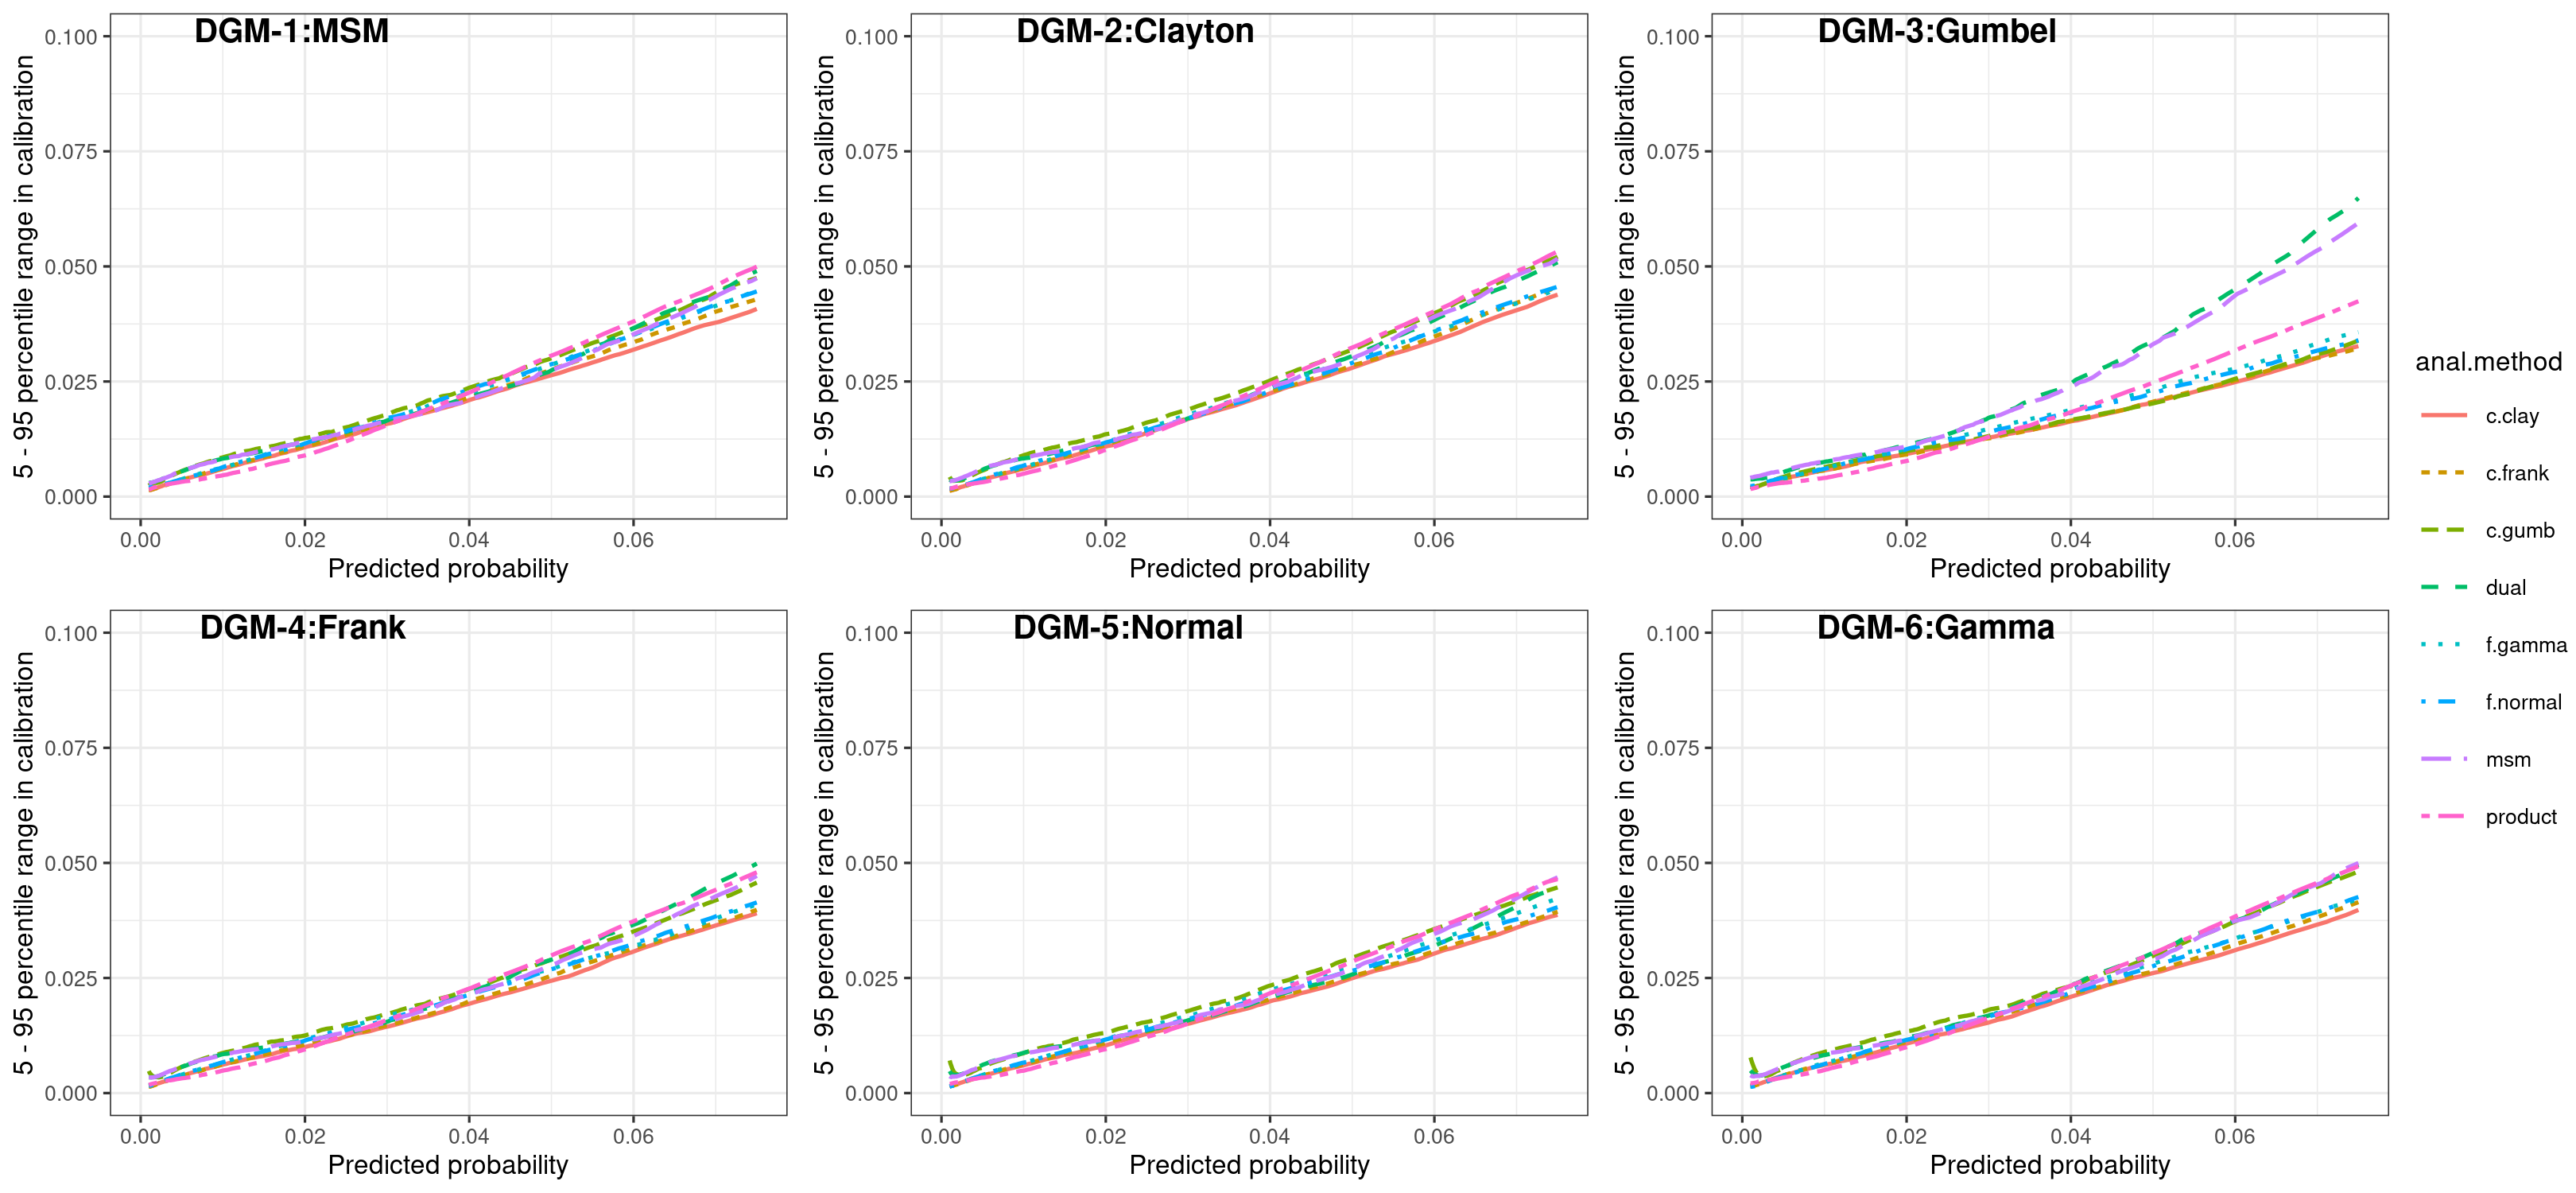 DGM-1:MSM
5 - 95 percentile range in calibration
0.100
0.075
0.050
0.025
0.000
0.00 0.02 0.04 0.06
Predicted probability
DGM-2:Clayton
5 - 95 percentile range in calibration
0.100
0.075
0.050
0.025
0.000
0.00 0.02 0.04 0.06
Predicted probability
DGM-3:Gumbel
5 - 95 percentile range in calibration
0.100
0.075
0.050
0.025
0.000
0.00 0.02 0.04 0.06
Predicted probability
DGM-4:Frank
5 - 95 percentile range in calibration
0.100
0.075
0.050
0.025
0.000
0.00 0.02 0.04 0.06
Predicted probability
DGM-5:Normal
5 - 95 percentile range in calibration
0.100
0.075
0.050
0.025
0.000
0.00 0.02 0.04 0.06
Predicted probability
DGM-6:Gamma
5 - 95 percentile range in calibration
0.100
0.075
0.050
0.025
0.000
0.00 0.02 0.04 0.06
Predicted probability
anal.method
c.clay
c.frank
c.gumb
dual
f.gamma
f.normal
msm
product